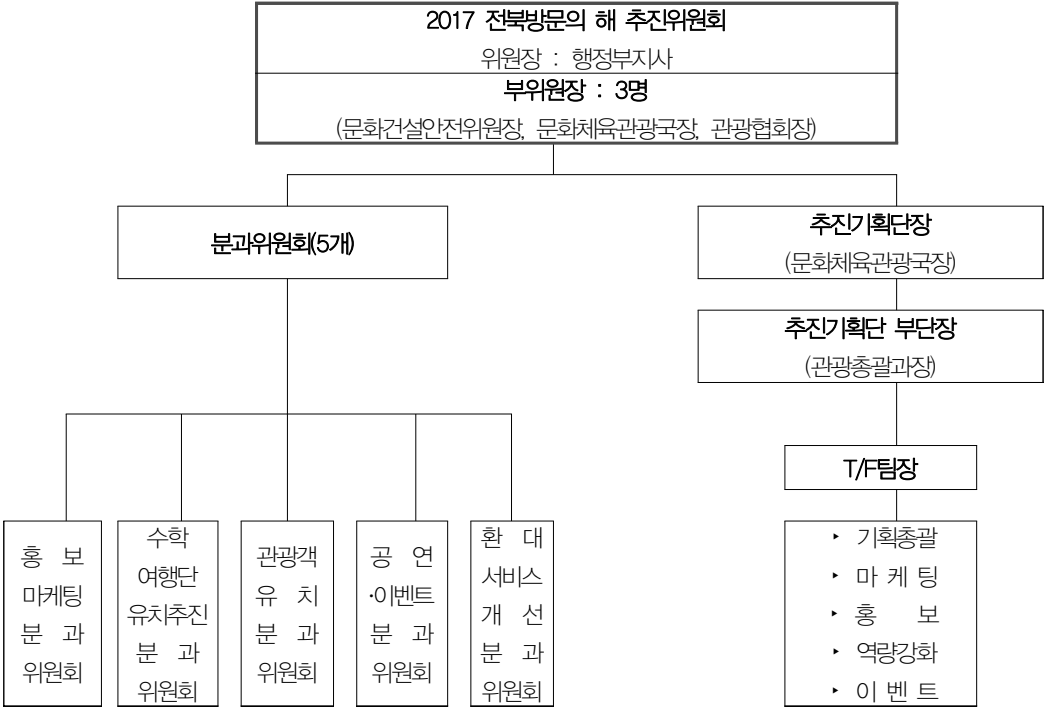 2017 전북방문의 해 추진위원회
위원장 : 행정부지사
부위원장 : 3명
(문화건설안전위원장, 문화체육관광국장, 관광협회장)
분과위원회(5개)
추진기획단장
(문화체육관광국장)
추진기획단 부단장
(관광총괄과장)
T/F팀장
홍 보
마케팅
분 과
위원회
수학
여행단
유치추진
분 과
위원회
관광객
유 치
분 과
위원회
공 연
·이벤트
분 과
위원회
환 대
서비스
개 선
분 과
위원회
‣ 기획총괄
‣ 마 케 팅
‣ 홍 보
‣ 역량강화
‣ 이 벤 트